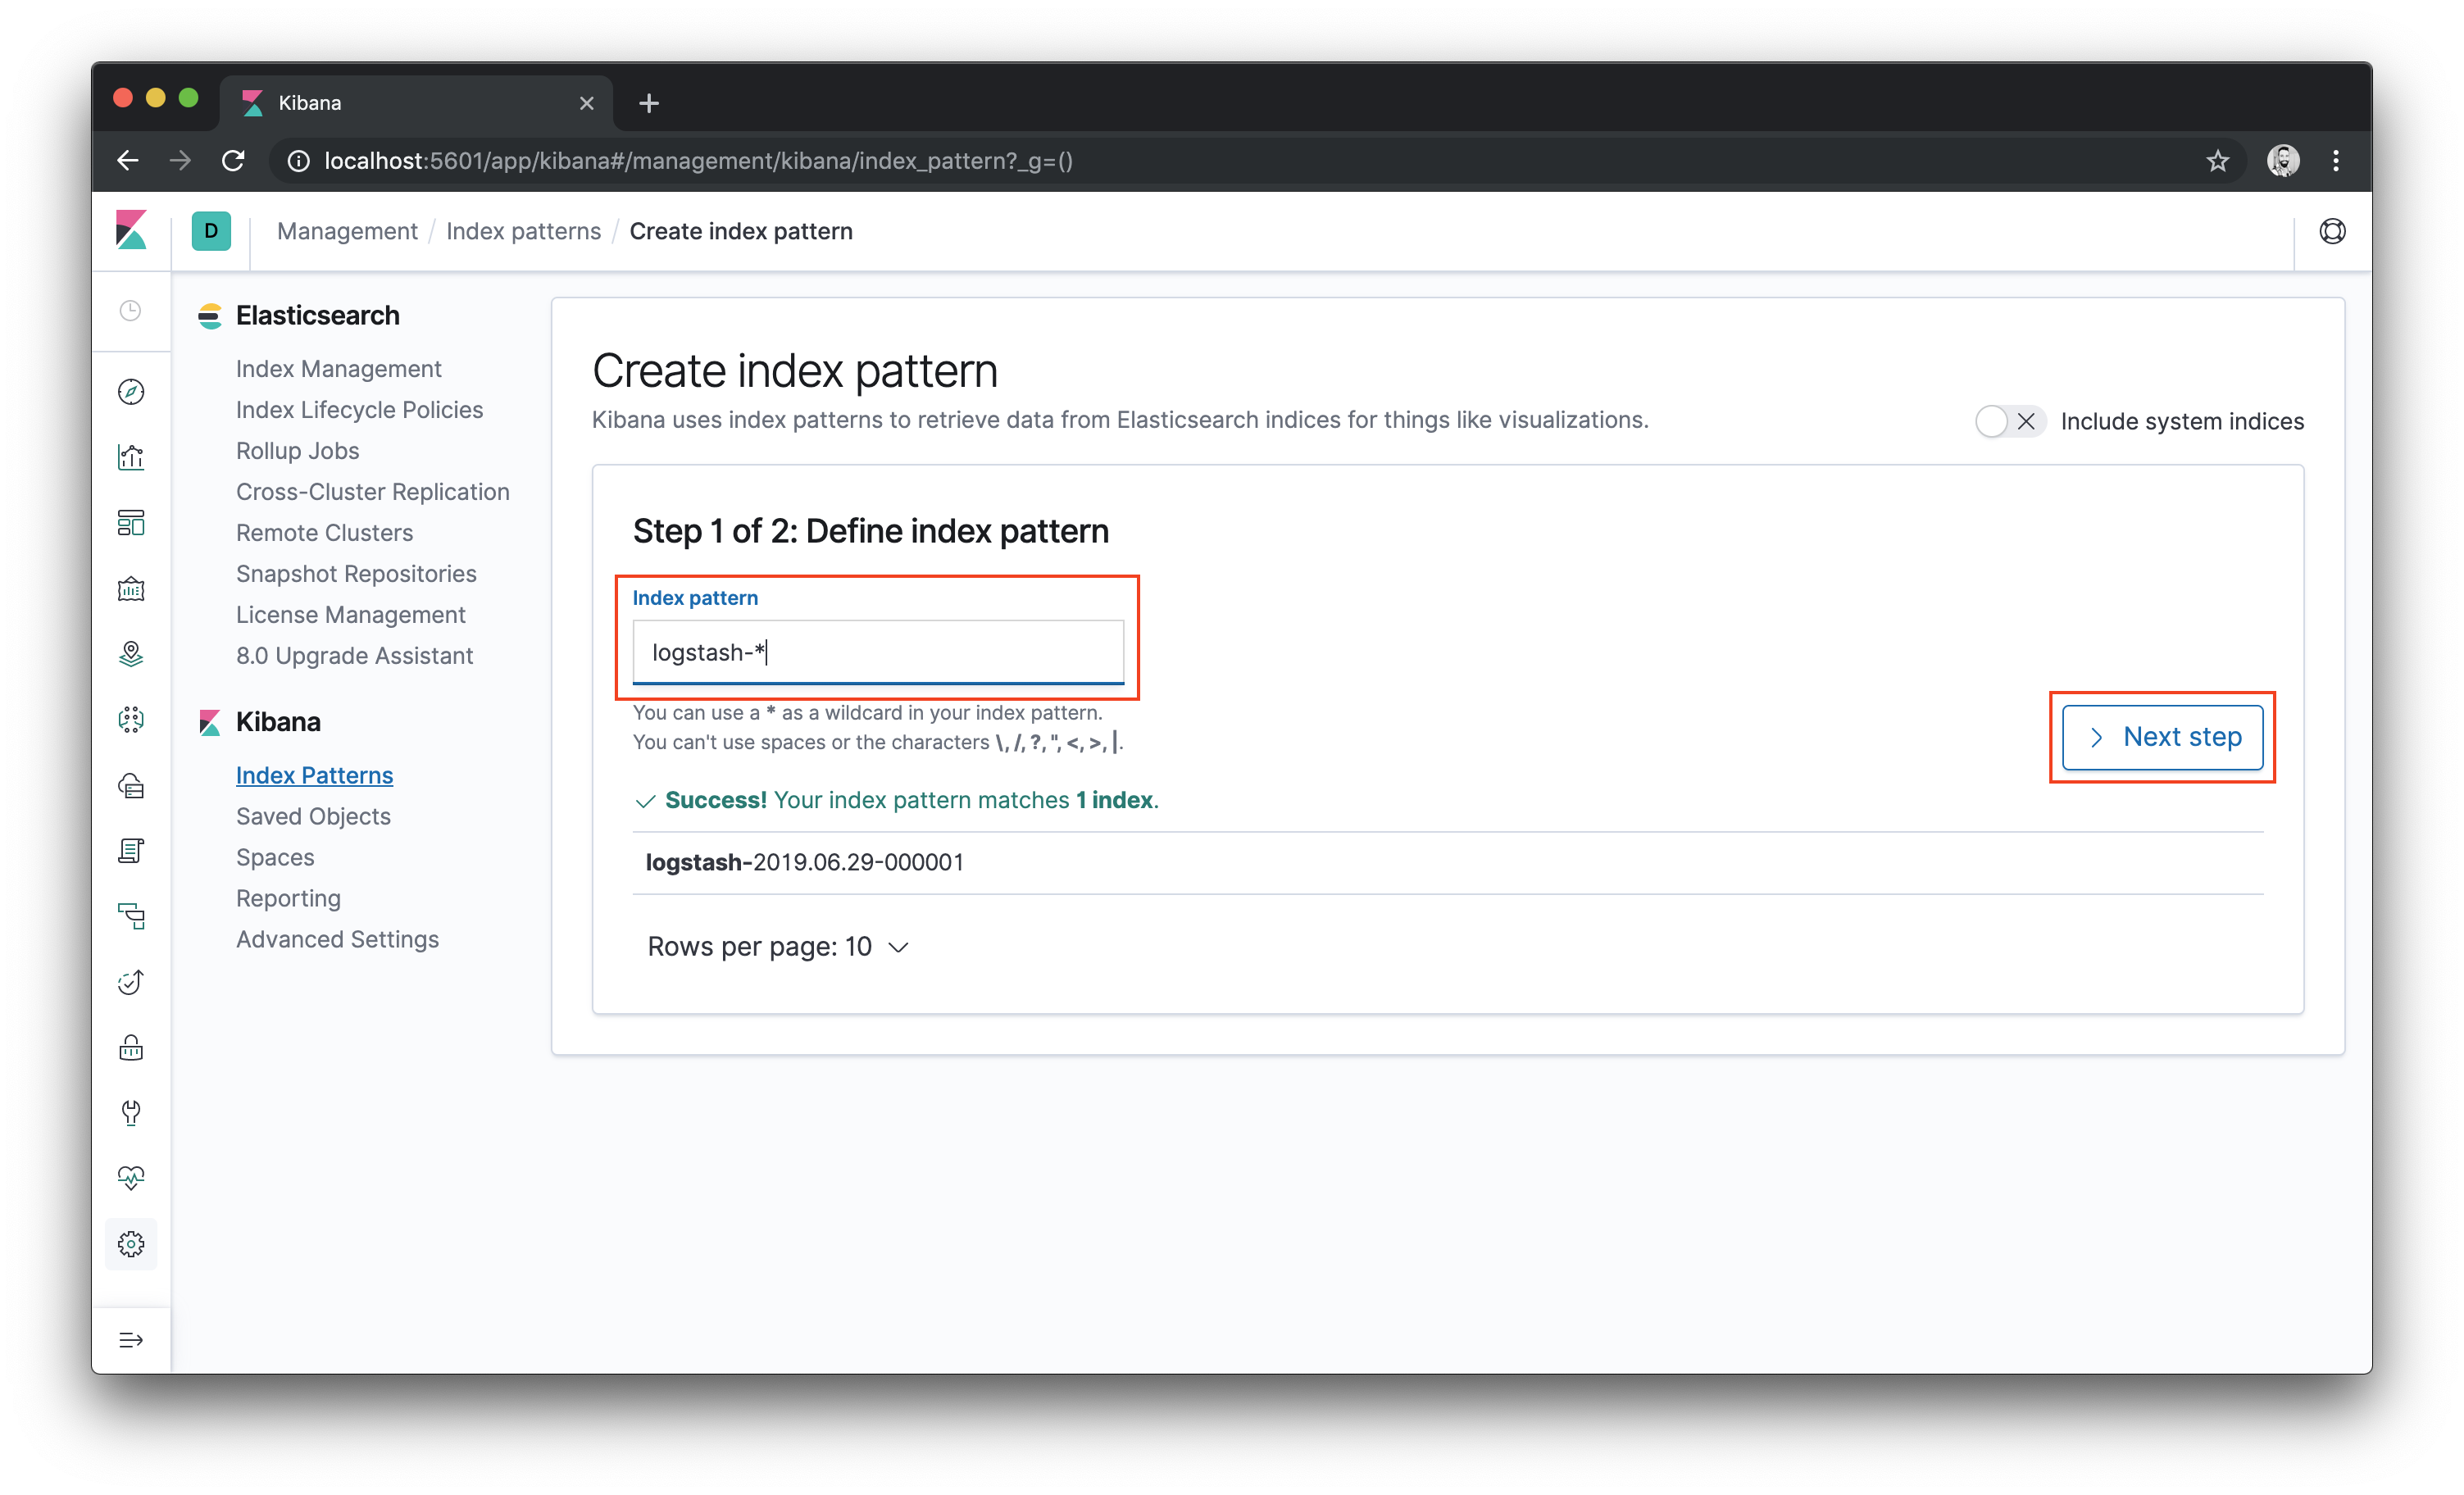 Kibana
localhost:5601/app/kibana#/management/kibana/index_pattern?_g=()
D
Management / Index patterns / Create index pattern
Elasticsearch
Index Management
Index Lifecycle Policies
Rollup Jobs
Cross-Cluster Replication
Remote Clusters
Snapshot Repositories
License Management
8.0 Upgrade Assistant
Kibana
Index Patterns
Saved Objects
Spaces
Reporting
Advanced Settings
Create index pattern
Kibana uses index patterns to retrieve data from Elasticsearch indices for things like visualizations.
Include system indices
Step 1 of 2: Define index pattern
Index pattern
logstash-*
You can use a * as a wildcard in your index pattern.
You can't use spaces or the characters \, /, ?, ", <, >, |.
Next step
Success! Your index pattern matches 1 index.
logstash-2019.06.29-000001
Rows per page: 10